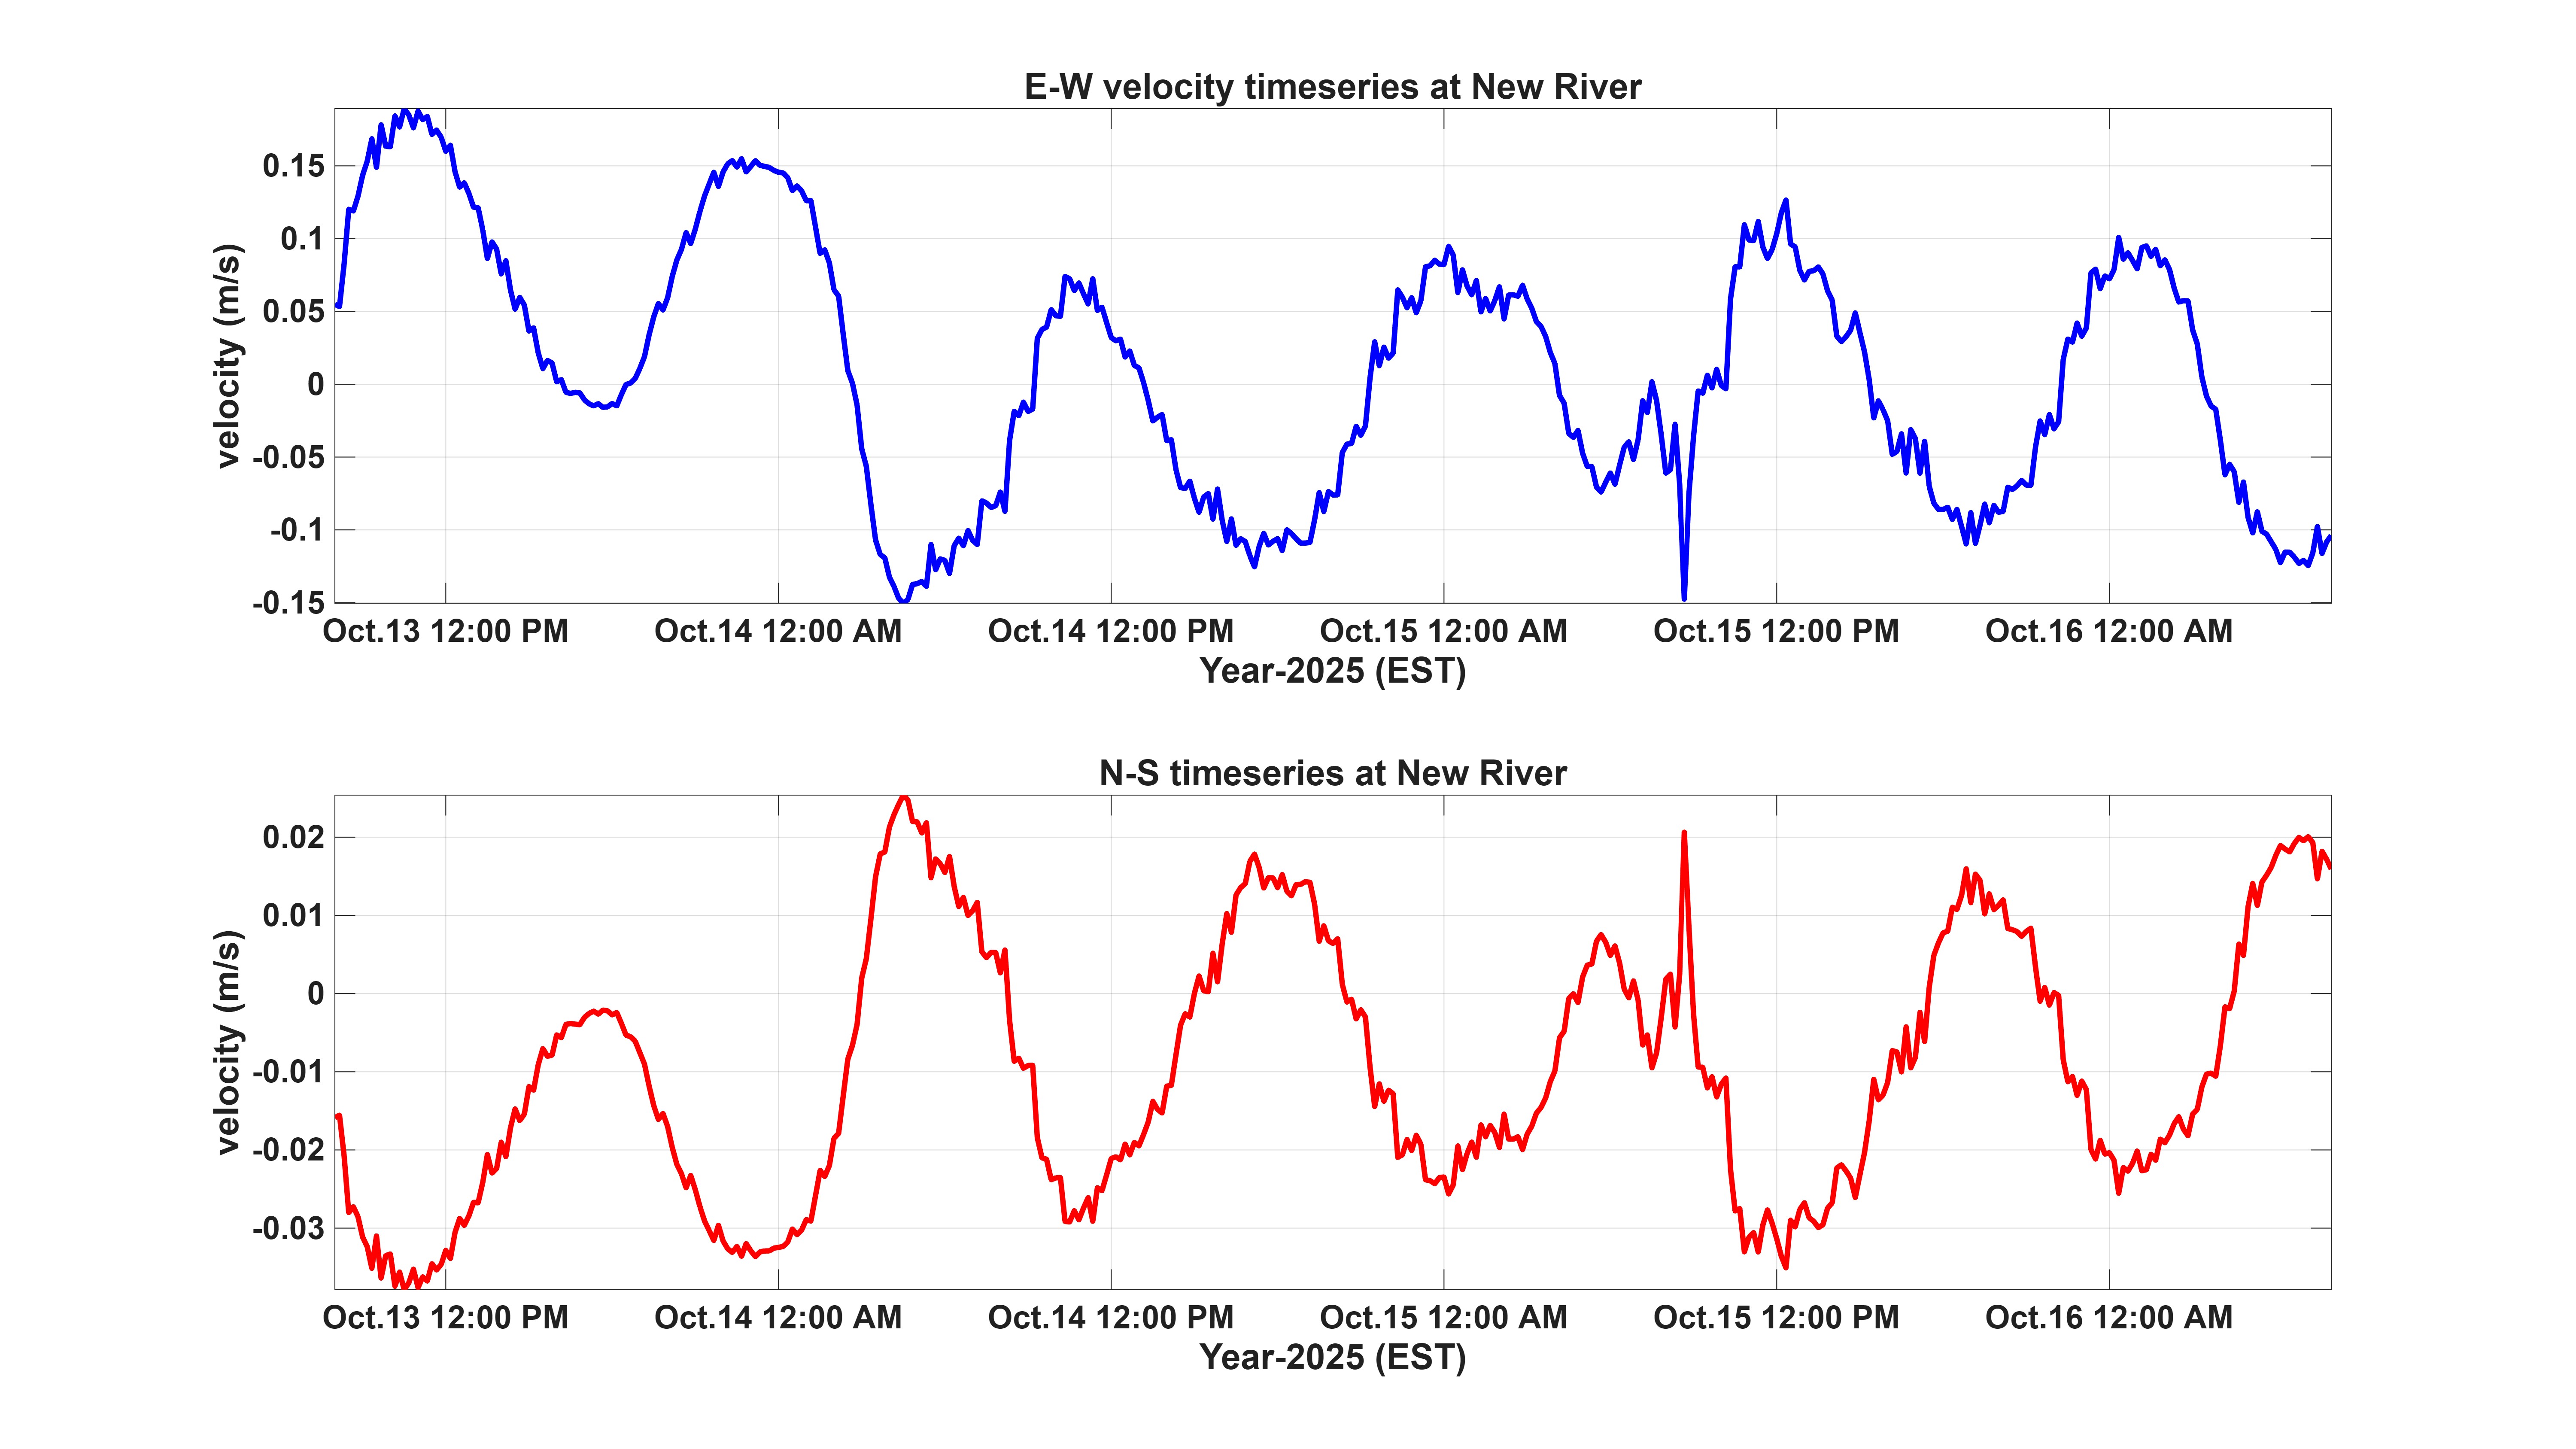 E-W velocity timeseries at New River
velocity (m/s)
0.15
0.1
0.05
0
-0.05
-0.1
-0.15
Oct.13 12:00 PM Oct.14 12:00 AM Oct.14 12:00 PM Oct.15 12:00 AM Oct.15 12:00 PM Oct.16 12:00 AM
Year-2025 (EST)
N-S timeseries at New River
velocity (m/s)
0.02
0.01
0
-0.01
-0.02
-0.03
Oct.13 12:00 PM Oct.14 12:00 AM Oct.14 12:00 PM Oct.15 12:00 AM Oct.15 12:00 PM Oct.16 12:00 AM
Year-2025 (EST)